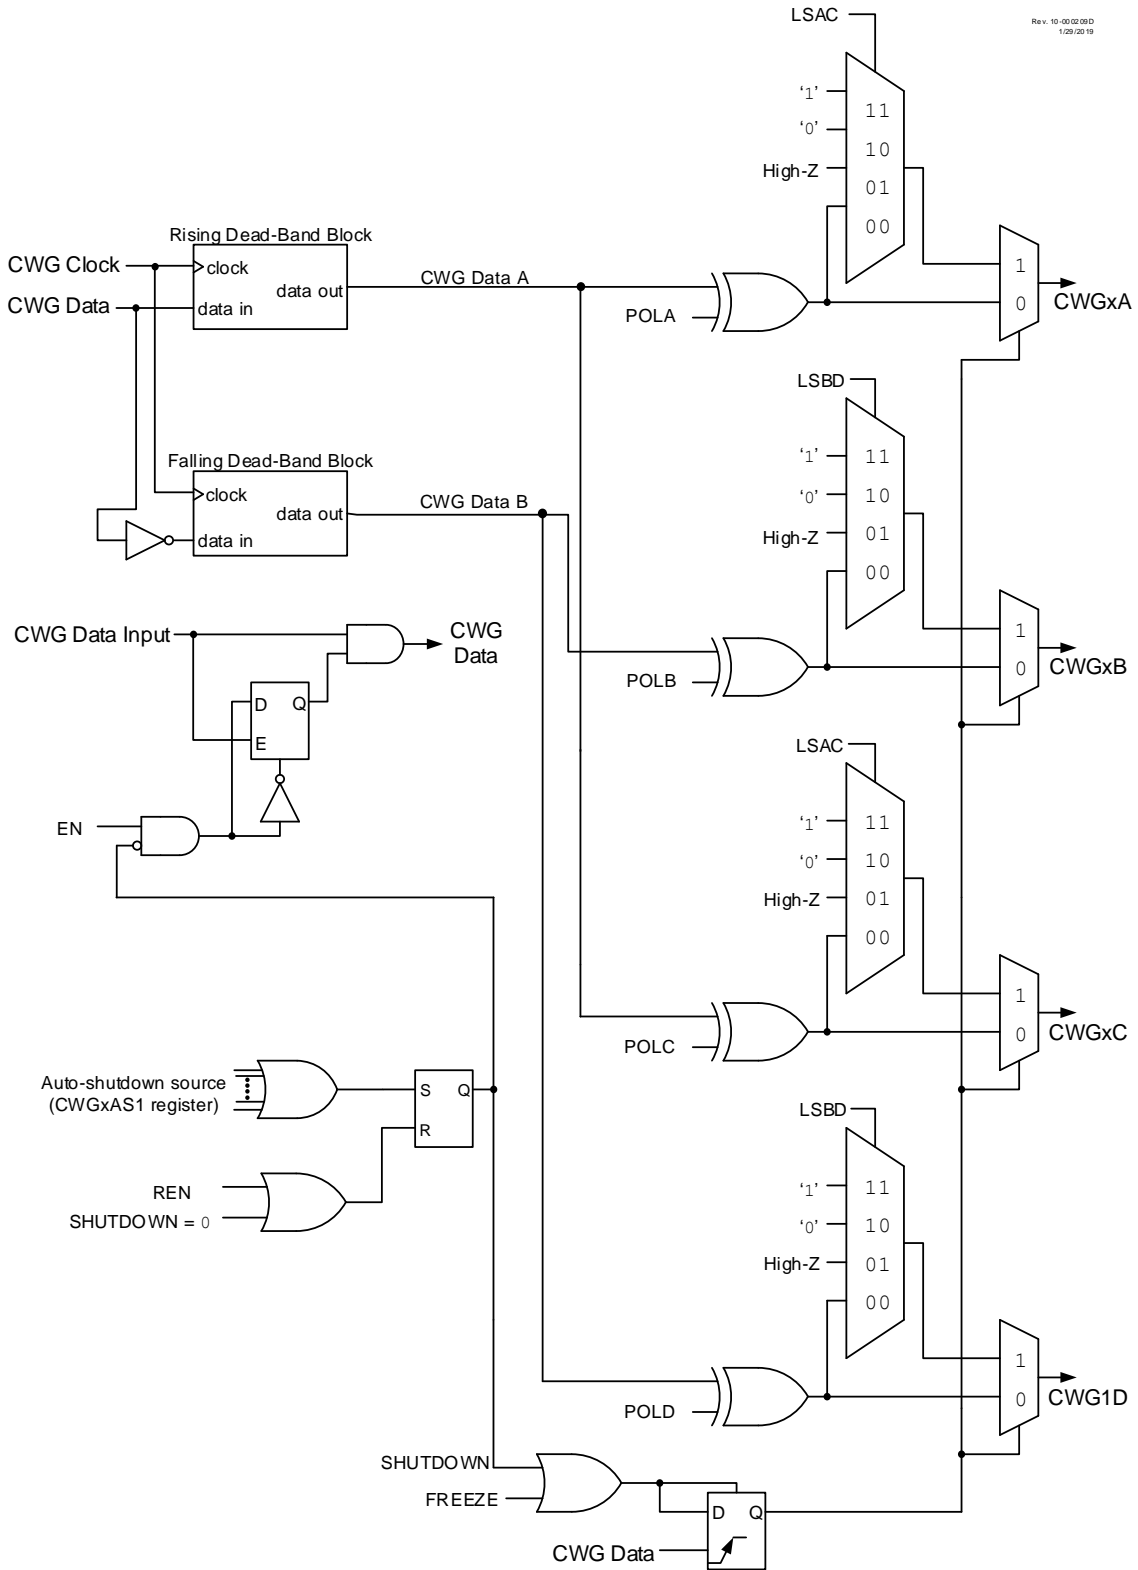 LSAC
Rev. 10-000209D
1/29/2019
'1'
11
'0'
10
High-Z
01
00
Rising Dead-Band Block
CWG Clock
clock
CWG Data A
data out
CWG Data
data in
POLA
1
0
CWGxA
LSBD
'1'
11
'0'
10
High-Z
01
00
Falling Dead-Band Block
clock
CWG Data B
data out
data in
CWG Data Input
CWG
Data
D
Q
E
POLB
1
0
CWGxB
LSAC
'1'
11
'0'
10
High-Z
01
00
EN
POLC
1
0
CWGxC
Auto-shutdown source
(CWGxAS1 register)
S
Q
R
REN
SHUTDOWN = 0
LSBD
'1'
11
'0'
10
High-Z
01
00
POLD
1
0
CWG1D
SHUTDOWN
FREEZE
D
Q
CWG Data